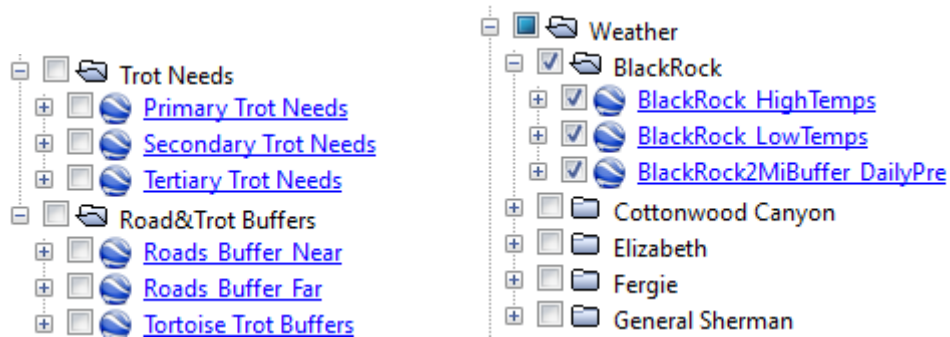 Trot Needs
Primary Trot Needs
Secondary Trot Needs
Tertiary Trot Needs
Road&Trot Buffers
Roads_Buffer_Near
Roads_Buffer_Far
Tortoise Trot Buffers
Weather
BlackRock
BlackRock_HighTemps
BlackRock_LowTemps
BlackRock2MiBuffer_DailyPre
Cottonwood Canyon
Elizabeth
Fergie
General Sherman